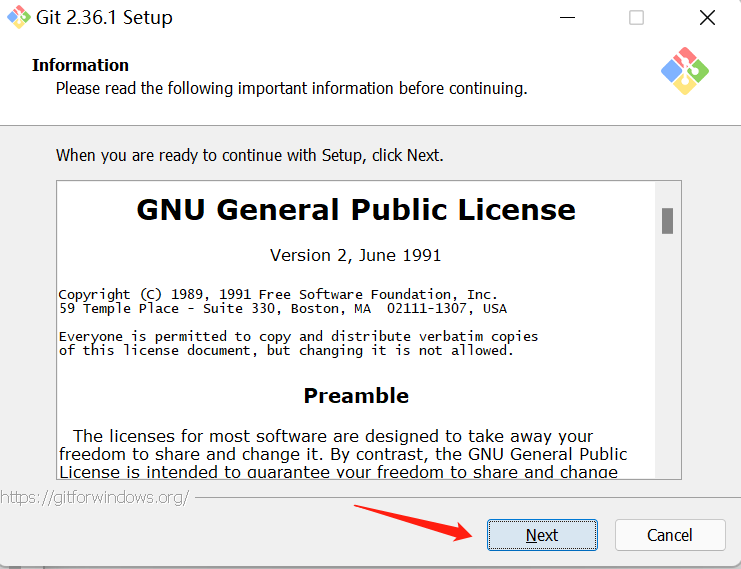 Git 2.36.1 Setup
Information
Please read the following important information before continuing.
When you are ready to continue with Setup, click Next.
GNU General Public License
Version 2, June 1991
Copyright (C) 1989, 1991 Free Software Foundation, Inc.
59 Temple Place - Suite 330, Boston, MA  02111-1307, USA
Everyone is permitted to copy and distribute verbatim copies
of this license document, but changing it is not allowed.
Preamble
The licenses for most software are designed to take away your
freedom to share and change it. By contrast, the GNU General Public
License is intended to guarantee your freedom to share and change
https://gitforwindows.org/
Next
Cancel